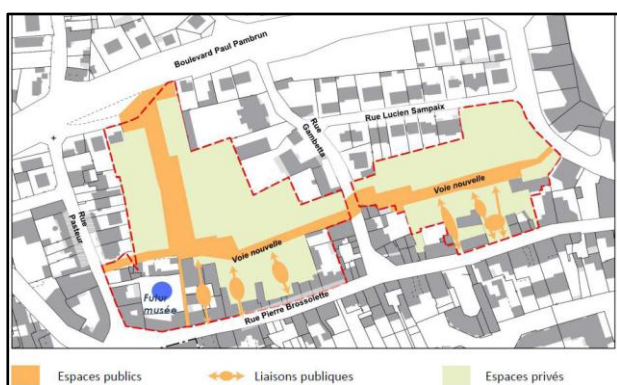 Boulevard Paul Pambrun
Rue Lucien Sampaix
Rue
Gambetta
Rue
Pasteur
Voie nouvelle
Voie nouvelle
Futur
musée
Rue Pierre Brossolette
Espaces publics
Liaisons publiques
Espaces privés